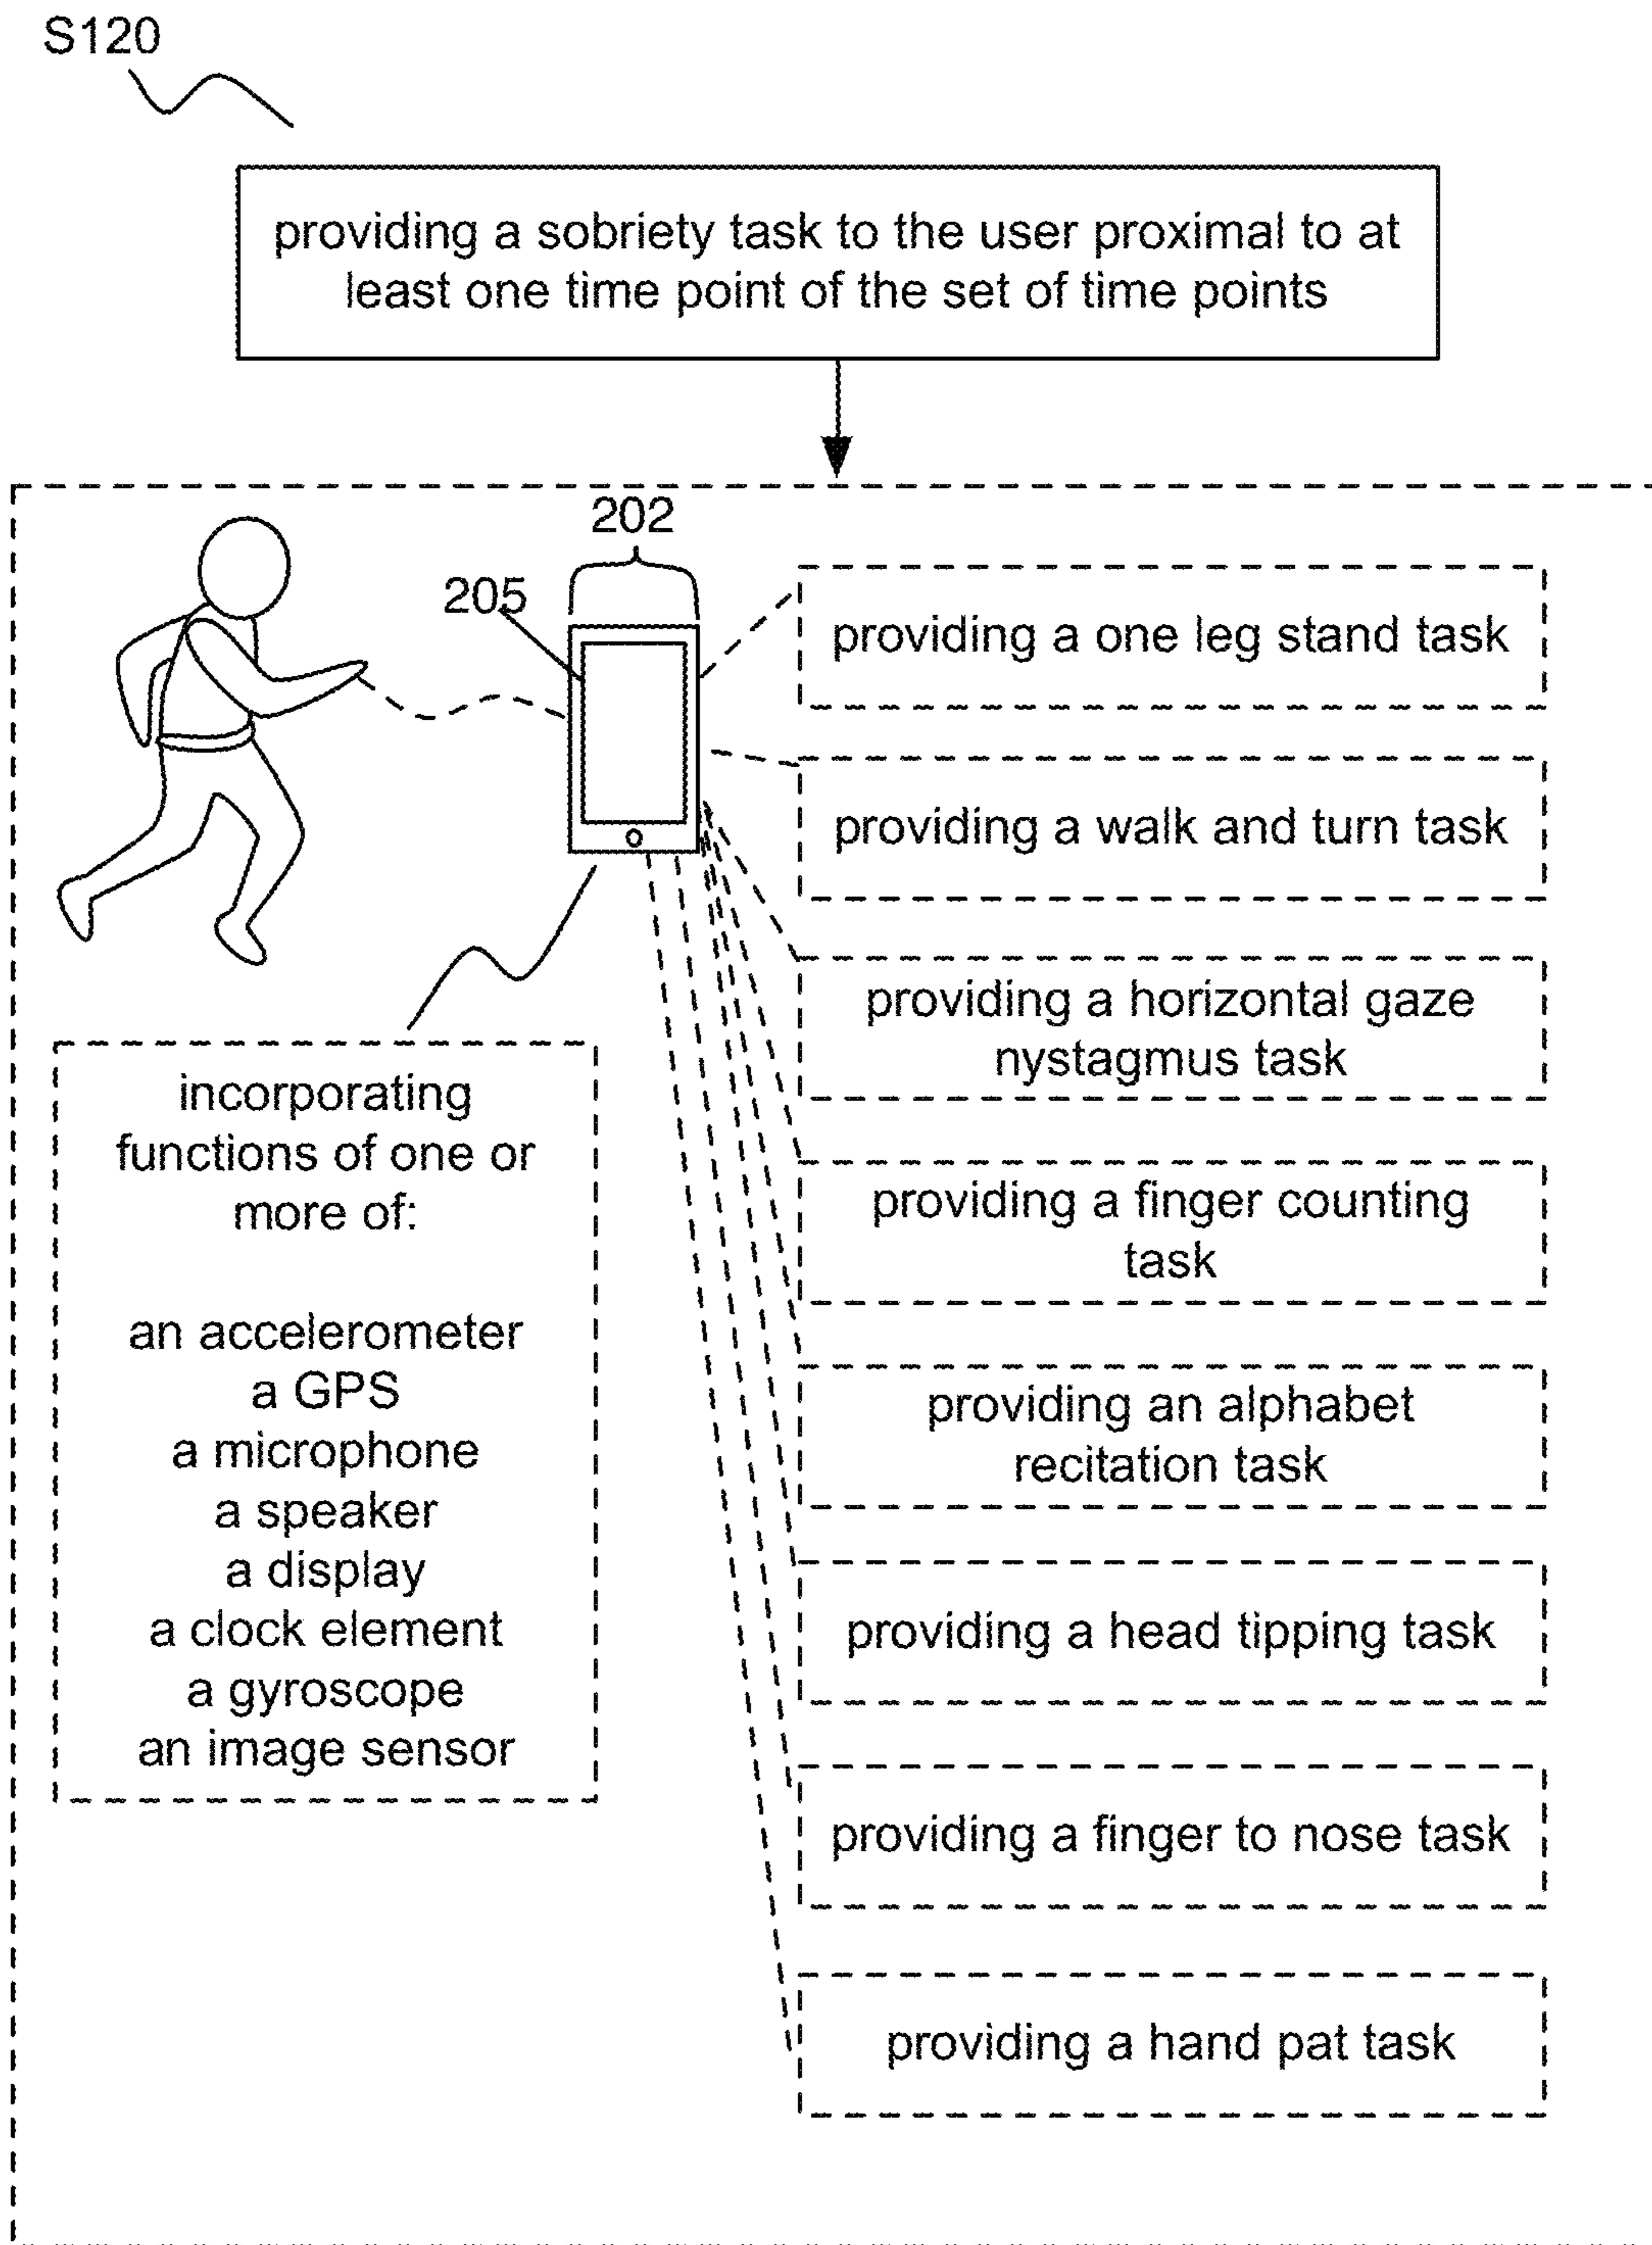 S120
providing a sobriety task to the user proximal to at
least one time point of the set of time points
202
205
providing a one leg stand task
providing a walk and turn task
providing a horizontal gaze
nystagmus task
providing a finger counting
task
providing an alphabet
recitation task
providing a head tipping task
providing a finger to nose task
providing a hand pat task
incorporating
functions of one or
more of:
an accelerometer
a GPS
a microphone
a speaker
a display
a clock element
a gyroscope
an image sensor